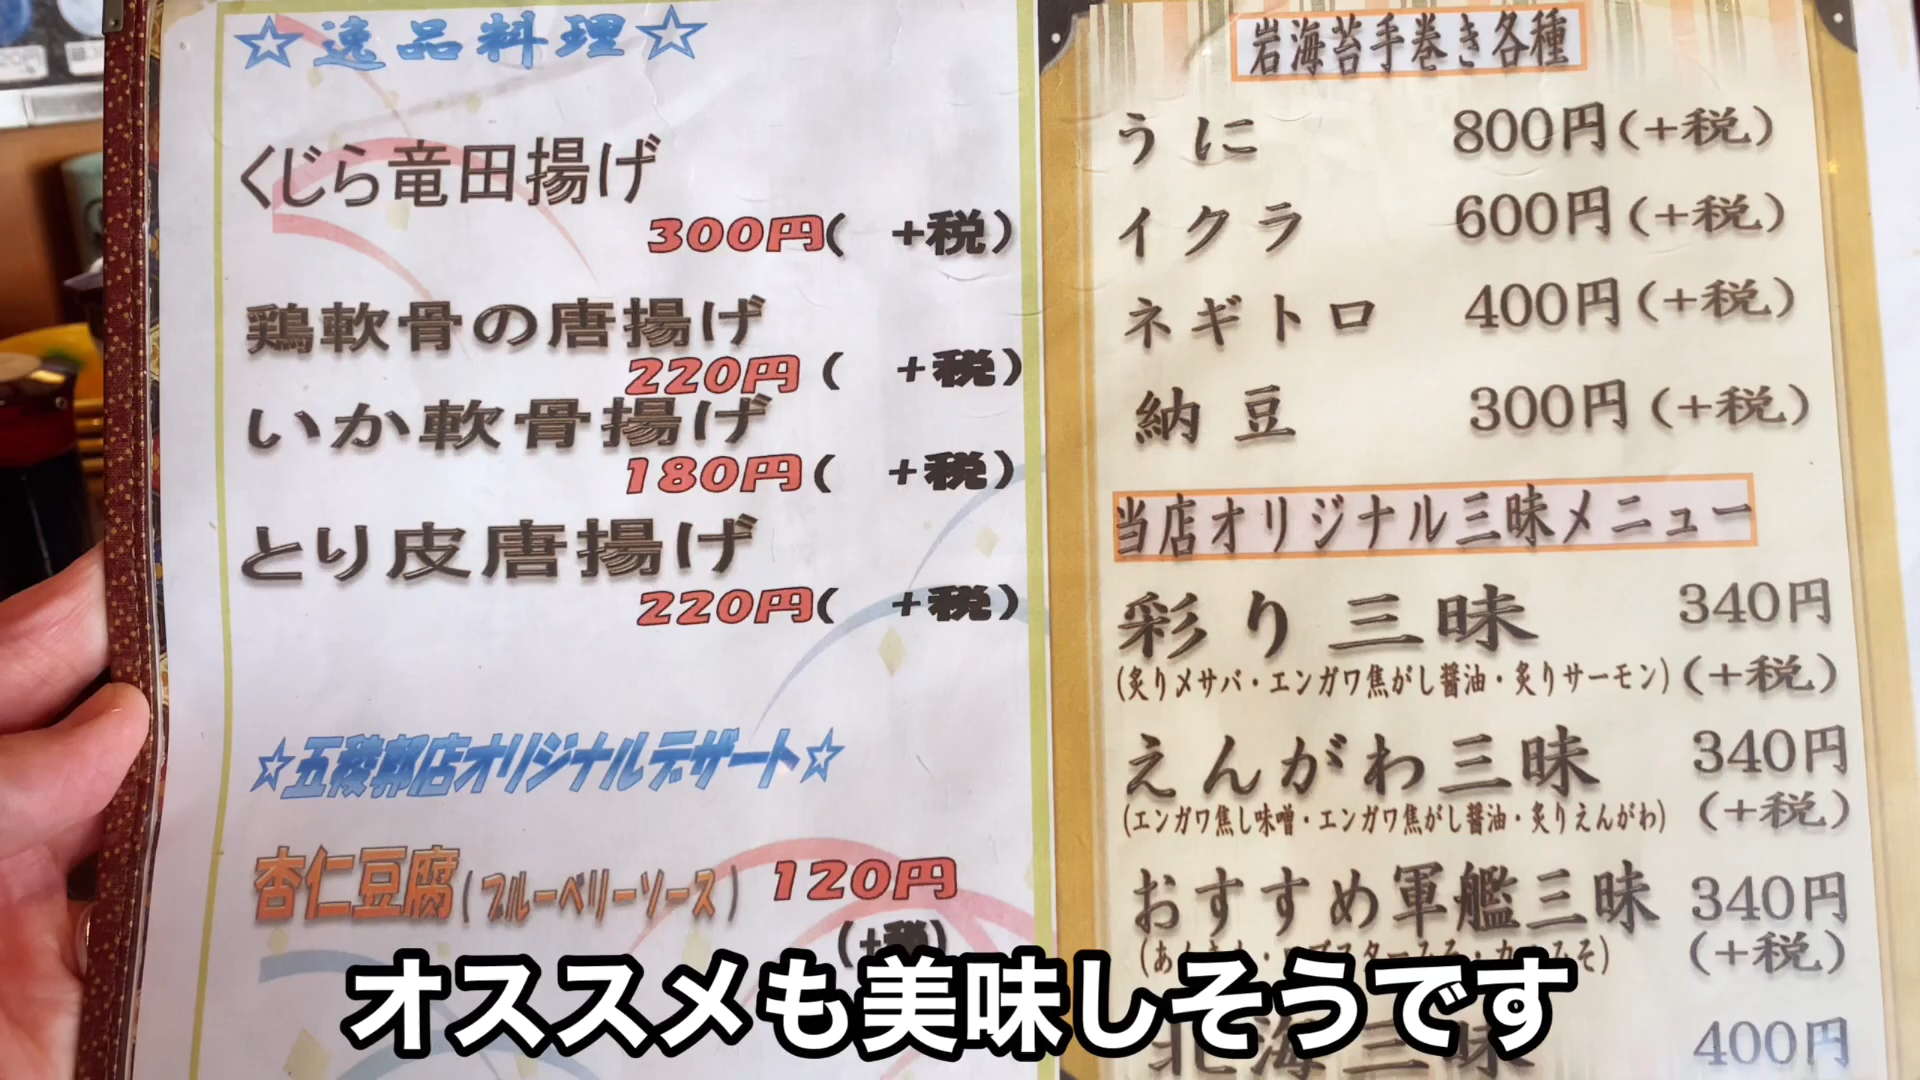 ☆逸品料理☆
くじら竜田揚げ
300円( +税)
鶏軟骨の唐揚げ
220円( +税)
いか軟骨揚げ
180円( +税)
とり皮唐揚げ
220円( +税)
☆五稜郭店オリジナルデザート☆
杏仁豆腐(ブルーベリーソース) 120円
(+税)
岩海苔手巻き各種
うに 800円(+税)
イクラ 600円(+税)
ネギトロ 400円(+税)
納豆 300円(+税)
当店オリジナル三昧メニュー
彩り三昧 340円
(炙りメサバ・エンガワ焦がし醤油・炙りサーモン)(+税)
えんがわ三昧 340円
(エンガワ焦し味噌・エンガワ焦がし醤油・炙りえんがわ) (+税)
おすすめ軍艦三昧 340円
(+税)
北海三昧 400円
オススメも美味しそうです